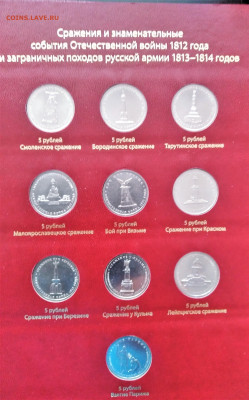 COINSS.RU
Сражения и знаменательные
события Отечественной войны 1812 года
и заграничных походов русской армии 1813–1814 годов
5 рублей
Смоленское сражение
5 рублей
Бородинское сражение
5 рублей
Тарутинское сражение
5 рублей
Малоярославецкое сражение
5 рублей
Бой при Вязьме
5 рублей
Сражение при Красном
5 рублей
Сражение при Березине
5 рублей
Сражение у Кульма
5 рублей
Лейпцигское сражение
5 рублей
Взятие Парижа